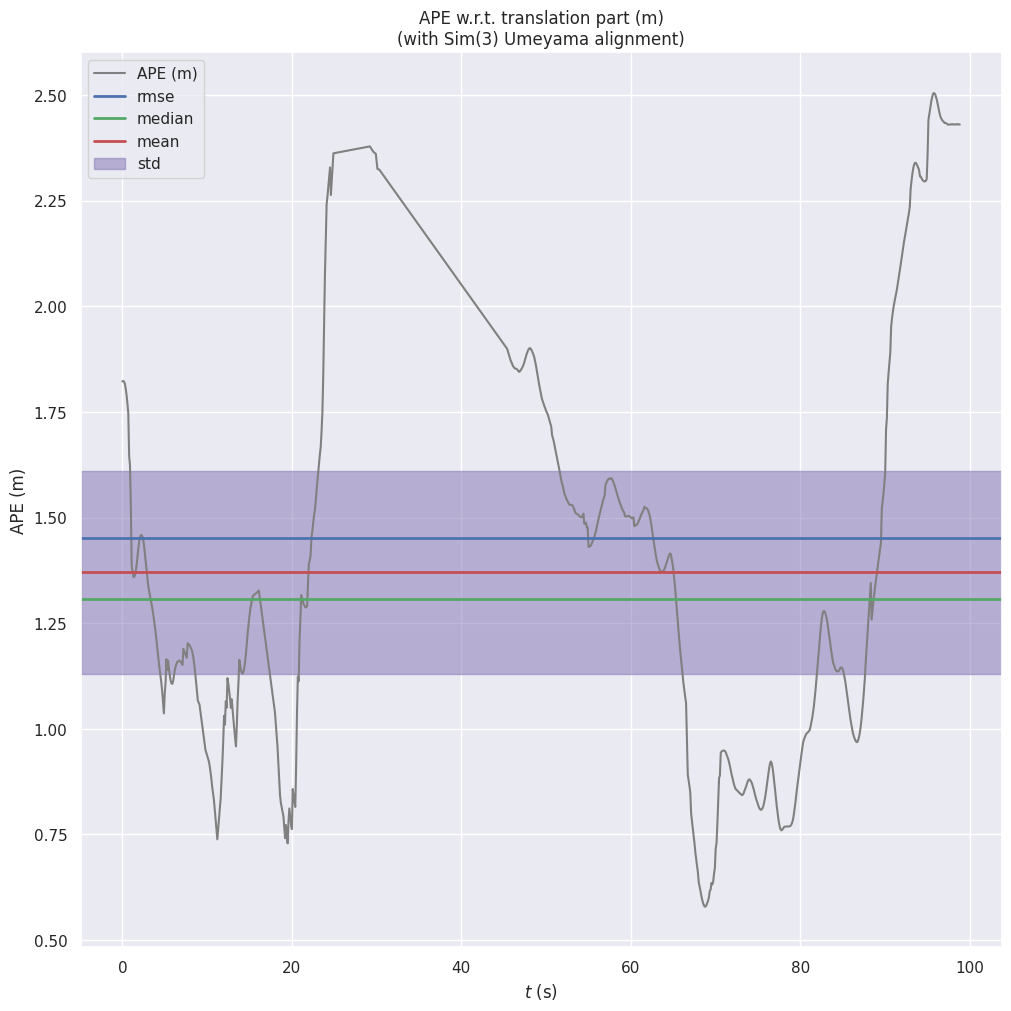 APE w.r.t. translation part (m)
(with Sim(3) Umeyama alignment)
APE (m)
rmse
median
mean
std
APE (m)
2.50
2.25
2.00
1.75
1.50
1.25
1.00
0.75
0.50
0
20
40
60
80
100
t (s)